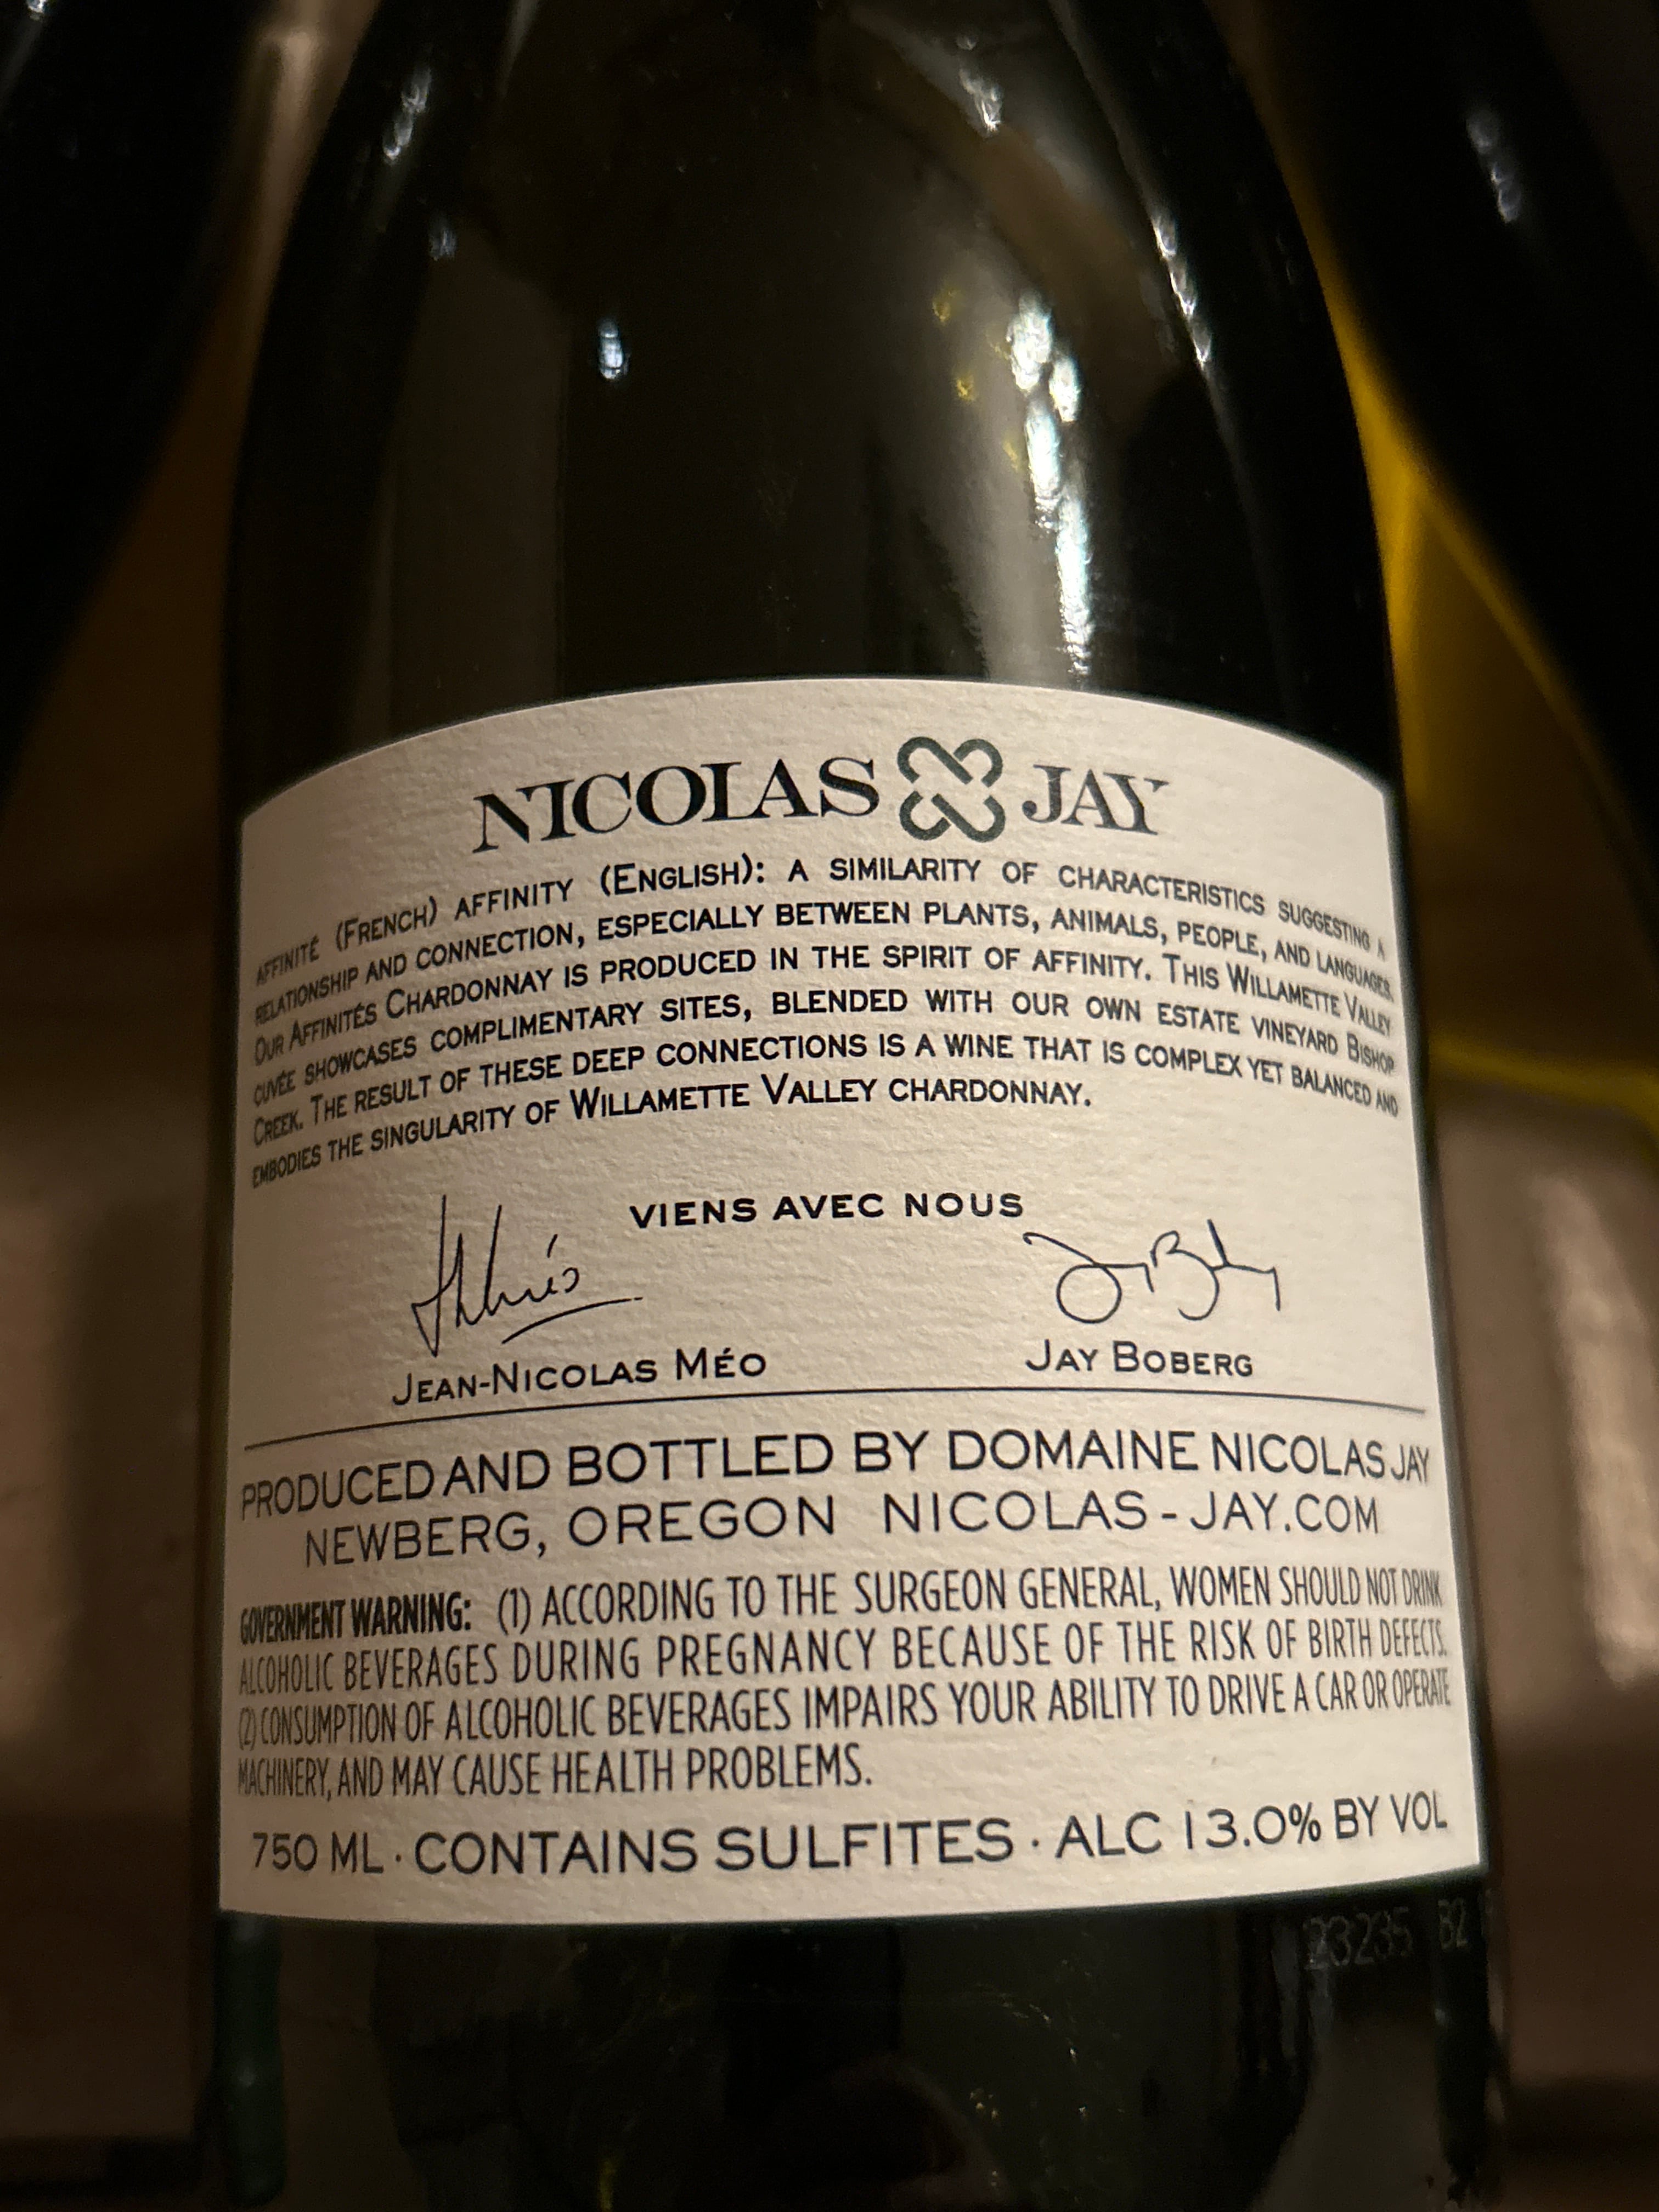 NICOLAS JAY
AFFINITÉ (FRENCH) AFFINITY (ENGLISH): A SIMILARITY OF CHARACTERISTICS SUGGESTING A
RELATIONSHIP AND CONNECTION, ESPECIALLY BETWEEN PLANTS, ANIMALS, PEOPLE, AND LANGUAGES.
OUR AFFINITÉS CHARDONNAY IS PRODUCED IN THE SPIRIT OF AFFINITY. THIS WILLAMETTE VALLEY
CUVÉE SHOWCASES COMPLIMENTARY SITES, BLENDED WITH OUR OWN ESTATE VINEYARD BISHOP
CREEK. THE RESULT OF THESE DEEP CONNECTIONS IS A WINE THAT IS COMPLEX YET BALANCED AND
EMBODIES THE SINGULARITY OF WILLAMETTE VALLEY CHARDONNAY.
VIENS AVEC NOUS
JEAN-NICOLAS MÉO JAY BOBERG
PRODUCED AND BOTTLED BY DOMAINE NICOLAS JAY
NEWBERG, OREGON NICOLAS-JAY.COM
GOVERNMENT WARNING: (1) ACCORDING TO THE SURGEON GENERAL, WOMEN SHOULD NOT DRINK
ALCOHOLIC BEVERAGES DURING PREGNANCY BECAUSE OF THE RISK OF BIRTH DEFECTS.
(2) CONSUMPTION OF ALCOHOLIC BEVERAGES IMPAIRS YOUR ABILITY TO DRIVE A CAR OR OPERATE
MACHINERY, AND MAY CAUSE HEALTH PROBLEMS.
750 ML · CONTAINS SULFITES · ALC 13.0% BY VOL
23235 B2